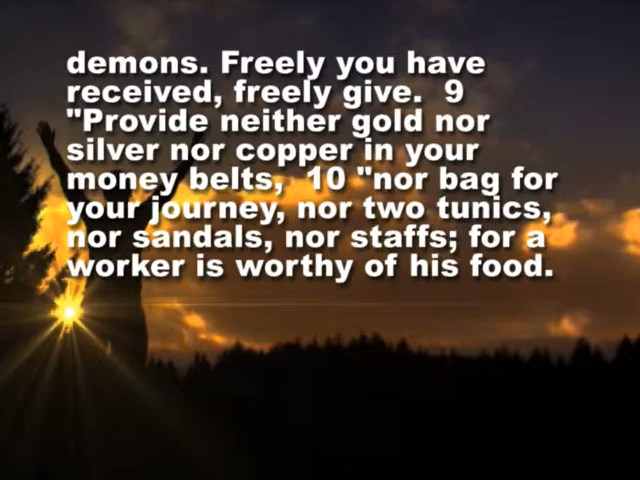 demons. Freely you have
received, freely give.  9
"Provide neither gold nor
silver nor copper in your
money belts,  10 "nor bag for
your journey, nor two tunics,
nor sandals, nor staffs; for a
worker is worthy of his food.